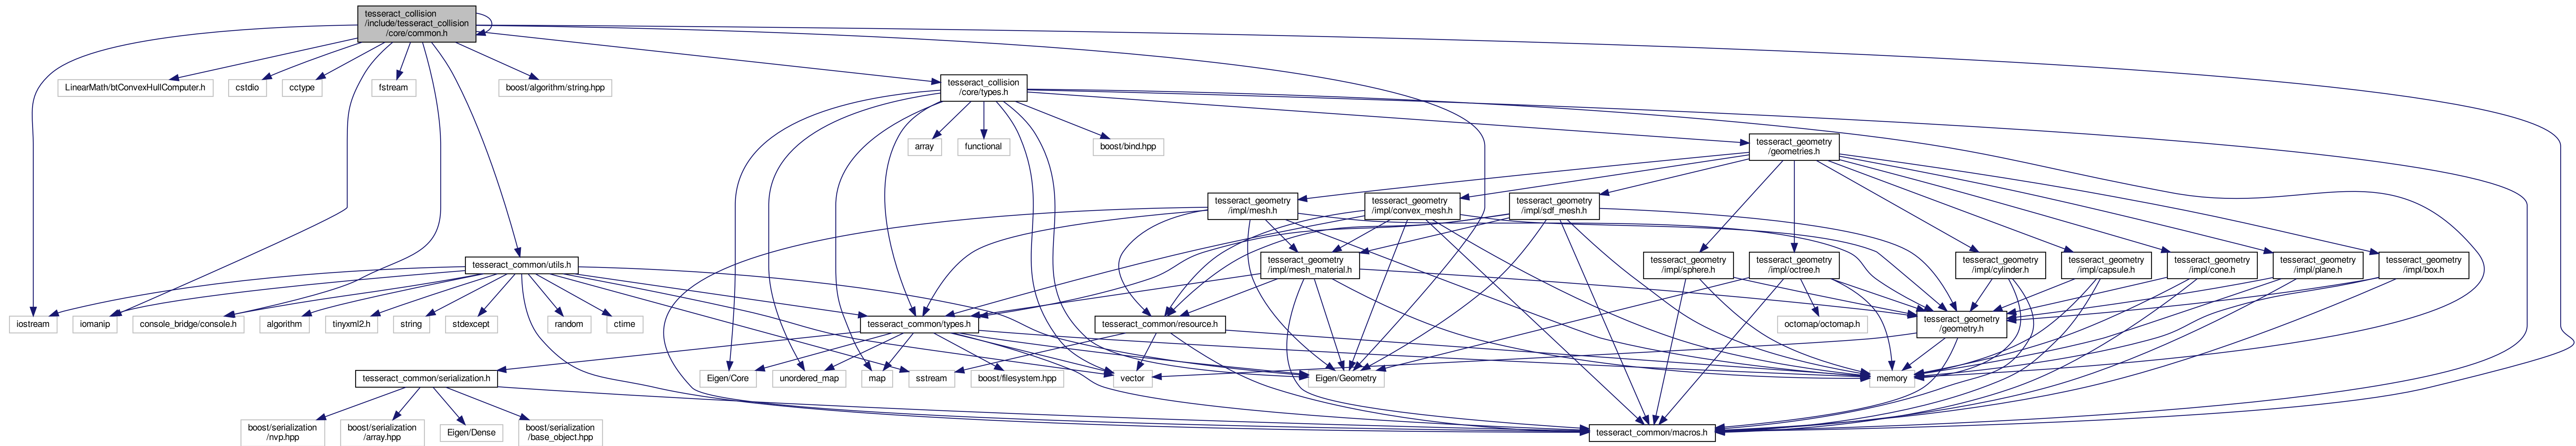 tesseract_collision
/include/tesseract_collision
/core/common.h
LinearMath/btConvexHullComputer.h
cstdio
cctype
fstream
boost/algorithm/string.hpp
tesseract_collision
/core/types.h
array
functional
boost/bind.hpp
tesseract_geometry
/geometries.h
tesseract_geometry
/impl/mesh.h
tesseract_geometry
/impl/convex_mesh.h
tesseract_geometry
/impl/sdf_mesh.h
tesseract_common/utils.h
tesseract_geometry
/impl/mesh_material.h
tesseract_geometry
/impl/sphere.h
tesseract_geometry
/impl/octree.h
tesseract_geometry
/impl/cylinder.h
tesseract_geometry
/impl/capsule.h
tesseract_geometry
/impl/cone.h
tesseract_geometry
/impl/plane.h
tesseract_geometry
/impl/box.h
iostream
iomanip
console_bridge/console.h
algorithm
tinyxml2.h
string
stdexcept
random
ctime
tesseract_common/types.h
tesseract_common/resource.h
octomap/octomap.h
tesseract_geometry
/geometry.h
tesseract_common/serialization.h
Eigen/Core
unordered_map
map
sstream
boost/filesystem.hpp
vector
Eigen/Geometry
memory
boost/serialization
/nvp.hpp
boost/serialization
/array.hpp
Eigen/Dense
boost/serialization
/base_object.hpp
tesseract_common/macros.h